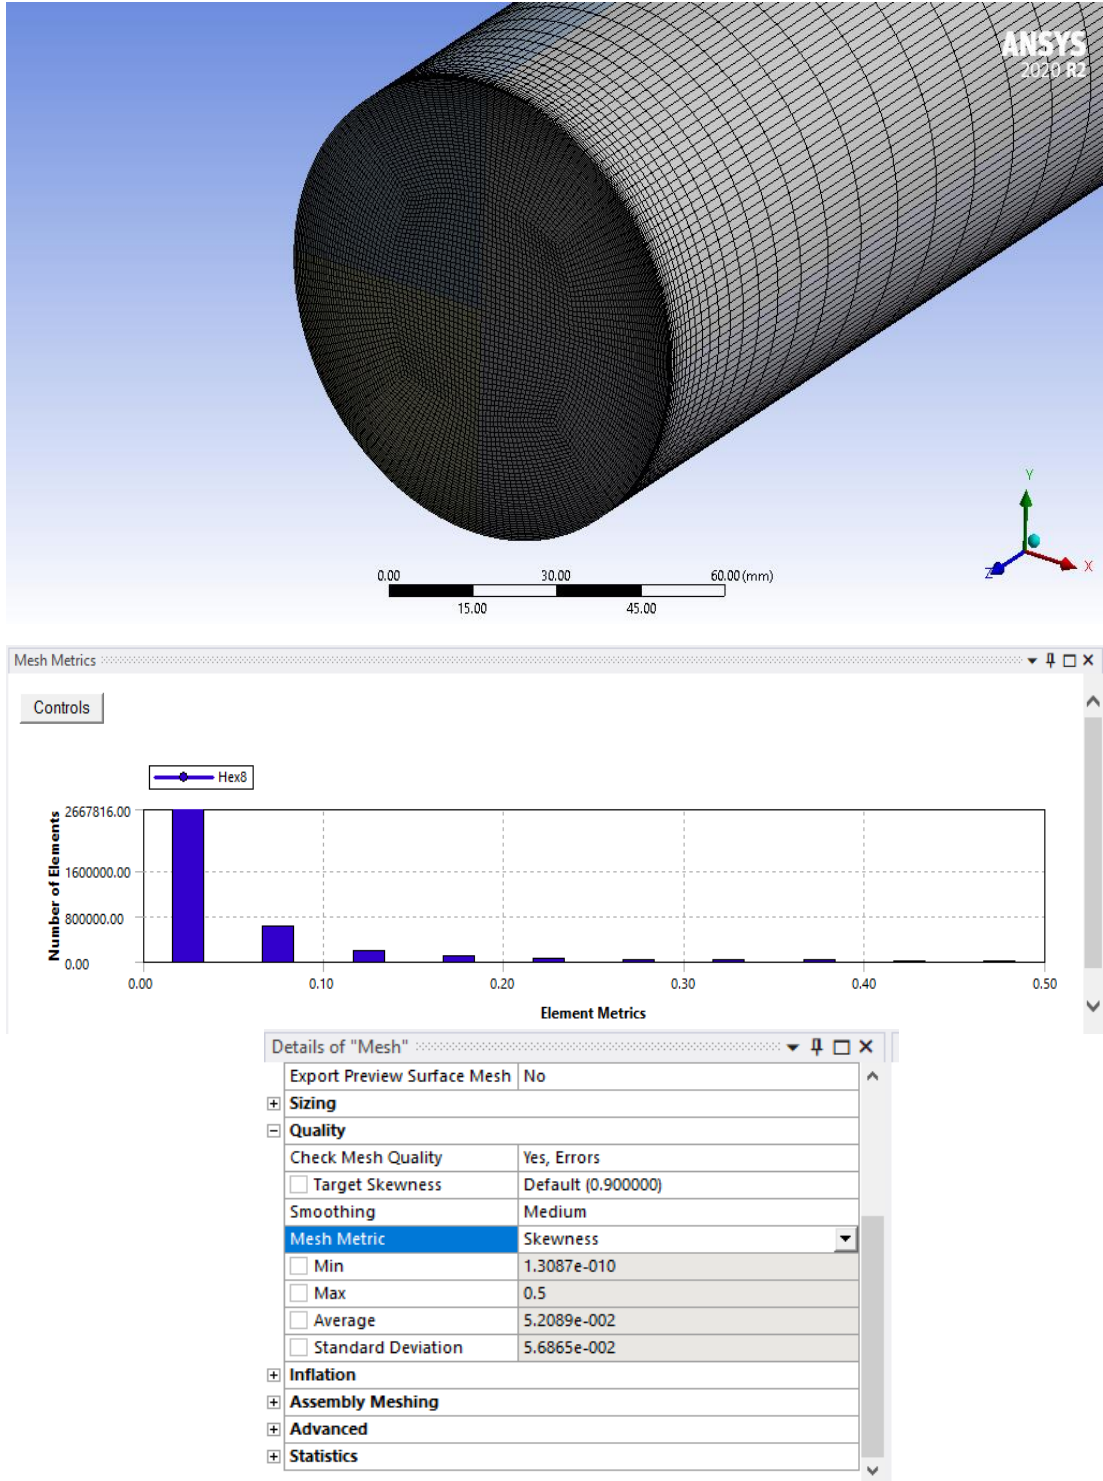 ANSYS
2020 R2
Y
X
Z
0.00 30.00 60.00 (mm)
15.00 45.00
Mesh Metrics
Controls
Hex8
Number of Elements
2667816.00
1600000.00
800000.00
0.00
0.00 0.10 0.20 0.30 0.40 0.50
Element Metrics
Details of "Mesh"
Export Preview Surface Mesh No
Sizing
Quality
Check Mesh Quality Yes, Errors
Target Skewness Default (0.900000)
Smoothing Medium
Mesh Metric Skewness
Min 1.3087e-010
Max 0.5
Average 5.2089e-002
Standard Deviation 5.6865e-002
Inflation
Assembly Meshing
Advanced
Statistics